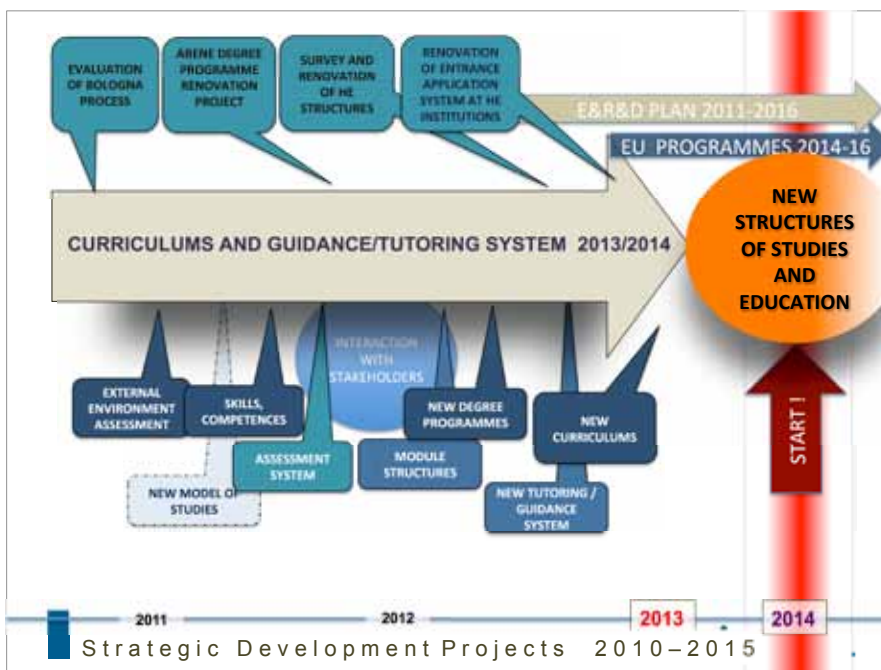 EVALUATION
OF BOLOGNA
PROCESS
ARENE DEGREE
PROGRAMME
RENOVATION
PROJECT
SURVEY AND
RENOVATION
OF HE
STRUCTURES
RENOVATION
OF ENTRANCE
APPLICATION
SYSTEM AT HE
INSTITUTIONS
E&R&D PLAN 2011-2016
EU PROGRAMMES 2014-16
CURRICULUMS AND GUIDANCE/TUTORING SYSTEM 2013/2014
NEW
STRUCTURES
OF STUDIES
AND
EDUCATION
INTERACTION
WITH
STAKEHOLDERS
EXTERNAL
ENVIRONMENT
ASSESSMENT
SKILLS,
COMPETENCES
NEW DEGREE
PROGRAMMES
NEW
CURRICULUMS
ASSESSMENT
SYSTEM
MODULE
STRUCTURES
NEW MODEL OF
STUDIES
NEW TUTORING /
GUIDANCE
SYSTEM
START !
2011
2012
2013
2014
Strategic Development Projects 2010–2015